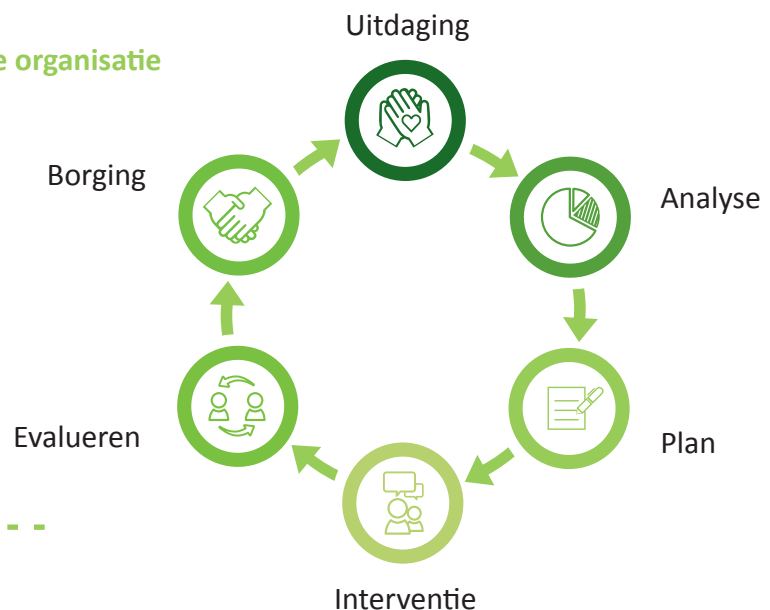 Uitdaging
e organisatie
Borging
Analyse
Evalueren
Plan
Interventie